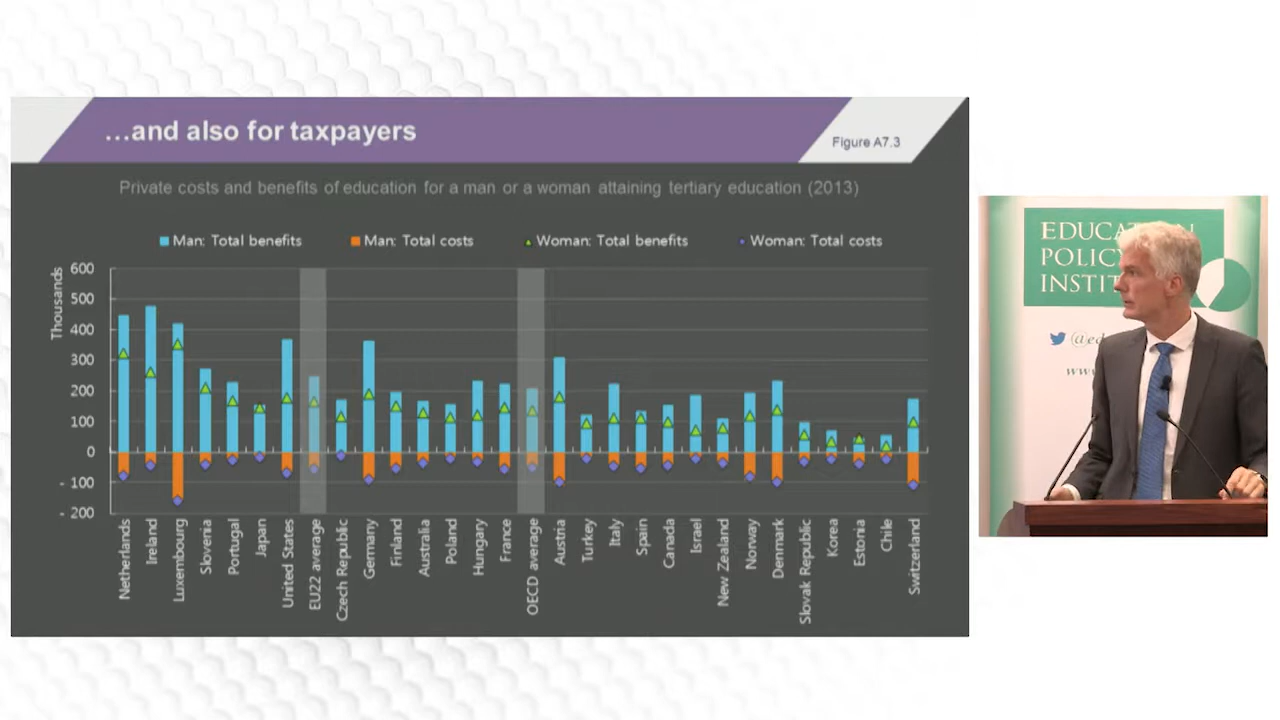 ...and also for taxpayers
Figure A7.3
Private costs and benefits of education for a man or a woman attaining tertiary education (2013)
Man: Total benefits
Man: Total costs
Woman: Total benefits
Woman: Total costs
Thousands
600
500
400
300
200
100
0
- 100
- 200
Netherlands
Ireland
Luxembourg
Slovenia
Portugal
Japan
United States
EU22 average
Czech Republic
Germany
Finland
Australia
Poland
Hungary
France
OECD average
Austria
Turkey
Italy
Spain
Canada
Israel
New Zealand
Norway
Denmark
Slovak Republic
Korea
Estonia
Chile
Switzerland
POLICY